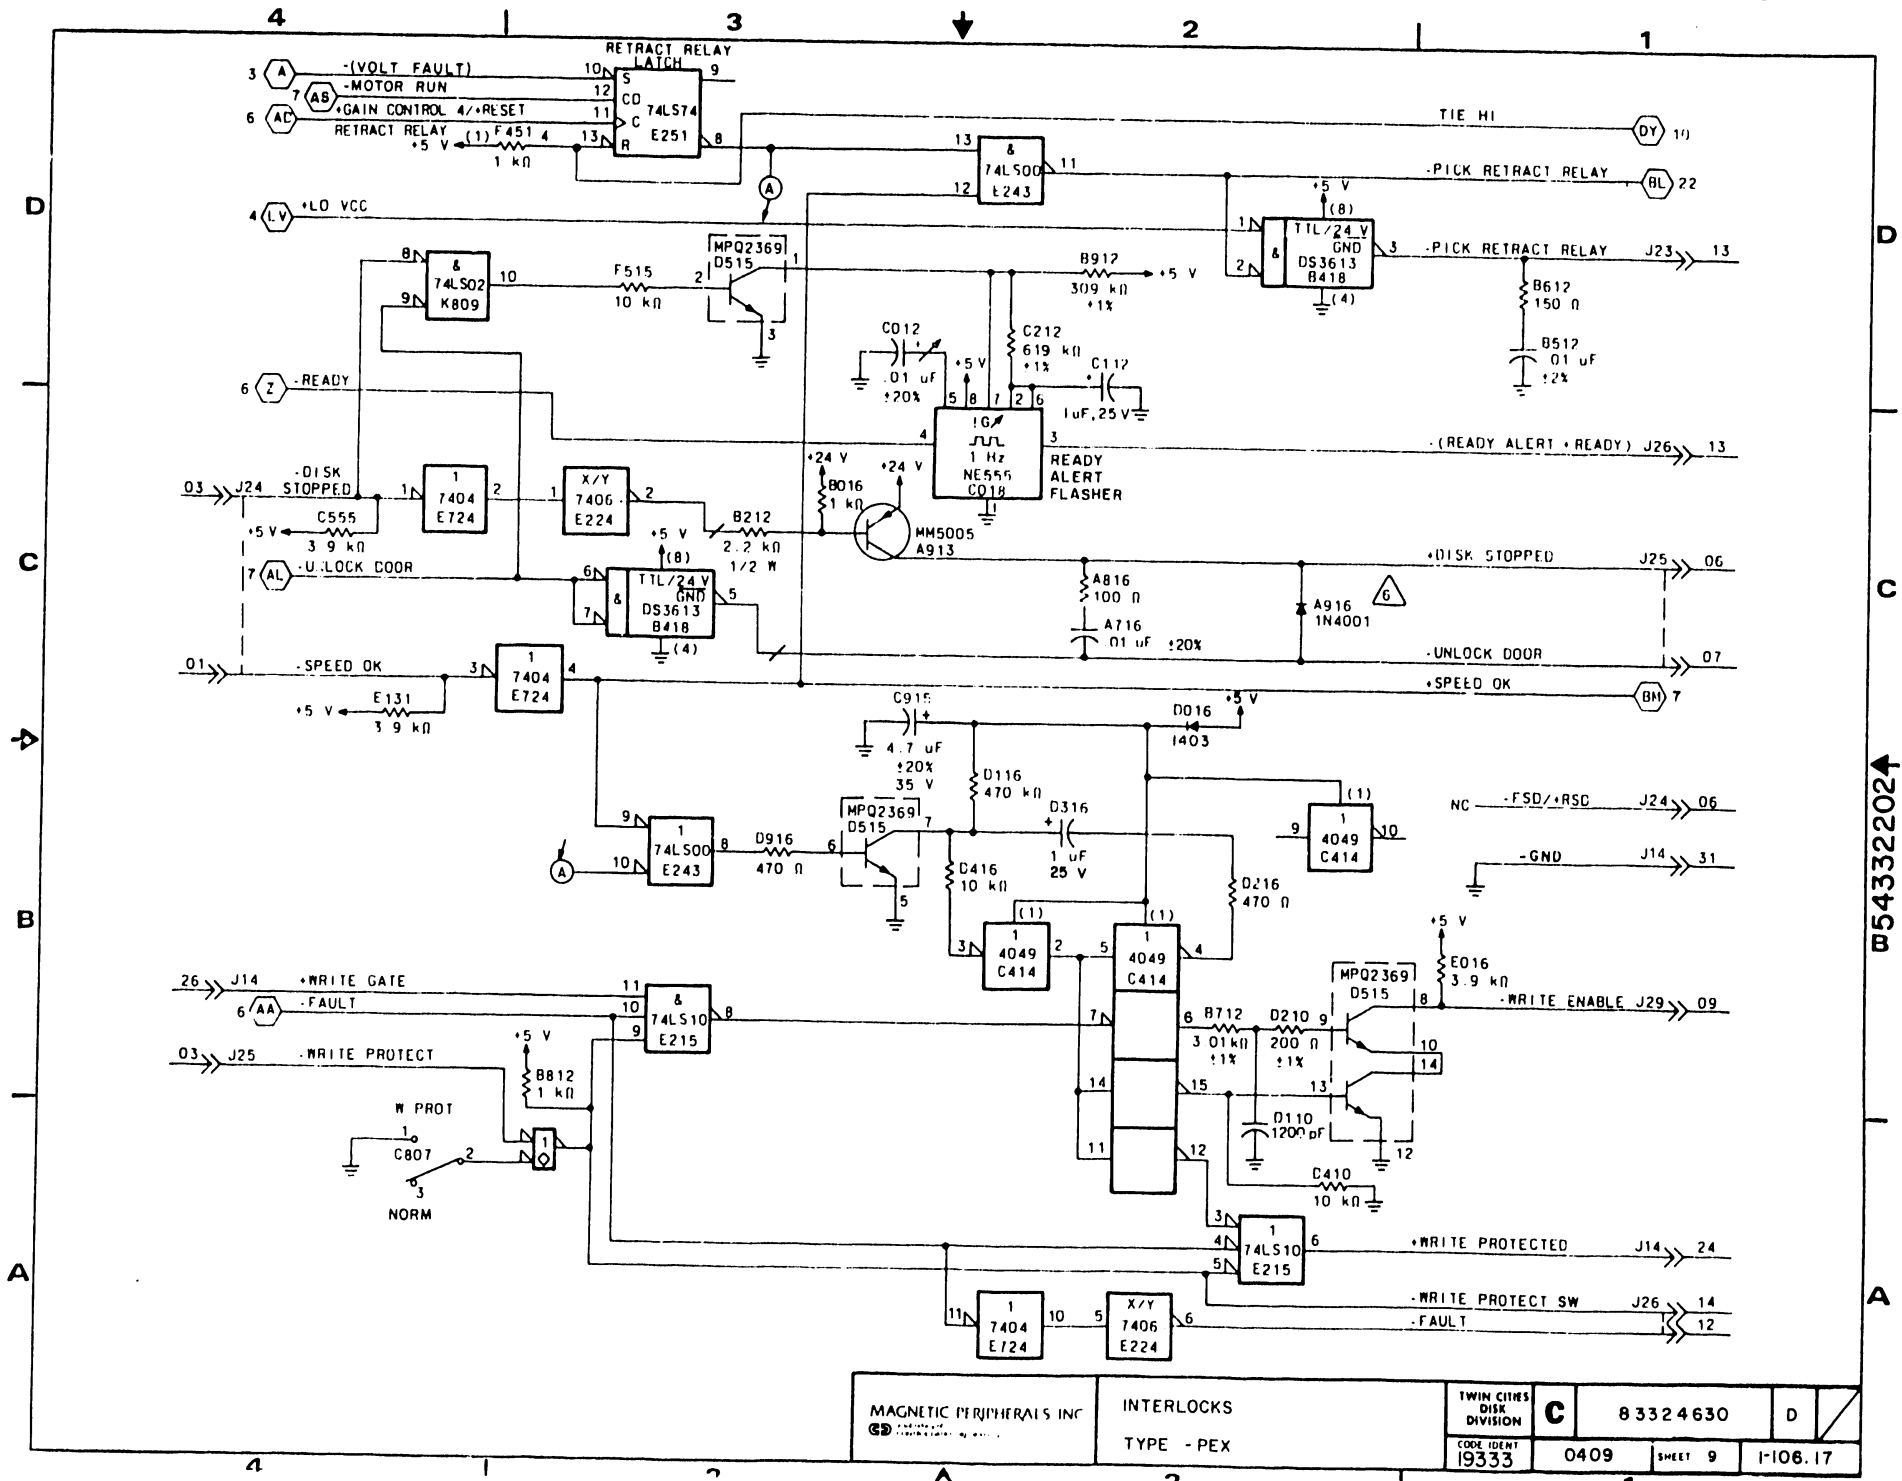 4 3 2 1
RETRACT RELAY
LATCH
3 A -(VOLT FAULT) 10 S 9
7 AS -MOTOR RUN 12 CD
6 AC +GAIN CONTROL 4/+RESET 11 C 74LS74
RETRACT RELAY (1) F451 4 13 R E251 8
+5 V 1 kΩ
TIE HI DY 10
13 & 11
74LS00
12 E243
A
-PICK RETRACT RELAY BL 22
D
4 LV +LO VCC
+5 V
(8)
1 TTL/24 V
& GND 3
DS3613
2 B418
(4)
-PICK RETRACT RELAY J23 13
D
B612
150 Ω
B512
.01 uF
±2%
8 &
74LS02 10
9 K809
F515
10 kΩ
MPQ2369
D515
2 1 3
B912 +5 V
309 kΩ
±1%
C012
.01 uF
±20%
+5 V
C212
619 kΩ
±1%
C112
1 uF, 25 V
6 Z -READY
5 8 7 2 6
4 !G 3
1 Hz
NE555
C018
1
READY
ALERT
FLASHER
-(READY ALERT +READY) J26 13
03 J24 -DISK
STOPPED
1 1 2
7404
E724
1 X/Y 2
7406
E224
+5 V C555
3.9 kΩ
+24 V
B016
1 kΩ
+24 V
B212
2.2 kΩ
1/2 W
MM5005
A913
+DISK STOPPED J25 06
C
7 AL -UNLOCK DOOR
+5 V
(8)
6 TTL/24 V
GND 5
& DS3613
7 B418
(4)
A816
100 Ω
A716
.01 uF ±20%
A916
1N4001
6
C
-UNLOCK DOOR 07
01 -SPEED OK
3 1 4
7404
E724
+5 V E131
3.9 kΩ
+SPEED OK BM 7
C915
4.7 uF
±20%
35 V
D016
1403
+5 V
D116
470 kΩ
D316
1 uF
25 V
9 1 8
74LS00
10 E243
A
D916
470 Ω
MPQ2369
D515
6 7 5
D416
10 kΩ
D216
470 Ω
(1)
9 1 10
4049
C414
NC -FSD/+RSD J24 06
-GND J14 31
B
(1)
3 1 2
4049
C414
(1)
5 1 4
4049
C414
7 6
14 15
11 12
B
26 J14 +WRITE GATE
6 AA -FAULT
11 &
10 74LS10 8
9 E215
03 J25 -WRITE PROTECT
+5 V
B812
1 kΩ
B712
3.01 kΩ
±1%
D210
200 Ω
±1%
MPQ2369
D515
9 8
10
14
13 12
+5 V
E016
3.9 kΩ
-WRITE ENABLE J29 09
D110
1200 pF
C410
10 kΩ
W PROT
1
C807 2
3
NORM
1
3 1
4 74LS10 6
5 E215
+WRITE PROTECTED J14 24
A
11 1 10
7404
E724
5 X/Y 6
7406
E224
-WRITE PROTECT SW J26 14
-FAULT 12
A
B54332202
MAGNETIC PERIPHERALS INC
INTERLOCKS
TYPE - PEX
TWIN CITIES
DISK
DIVISION
C 83324630 D
CODE IDENT
19333
0409 SHEET 9 1-106.17